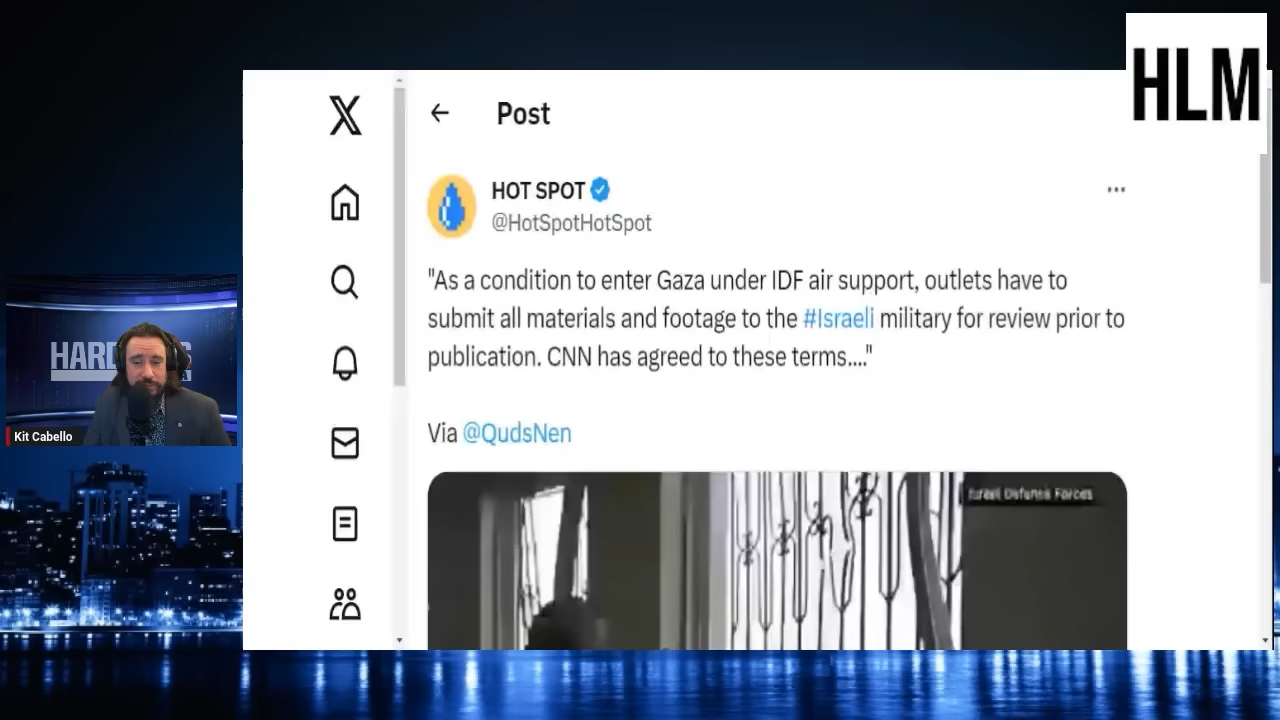 HLM
Post
HOT SPOT
@HotSpotHotSpot
"As a condition to enter Gaza under IDF air support, outlets have to
submit all materials and footage to the #Israeli military for review prior to
publication. CNN has agreed to these terms...."
Via @QudsNen
Israel Defense Forces
Kit Cabello